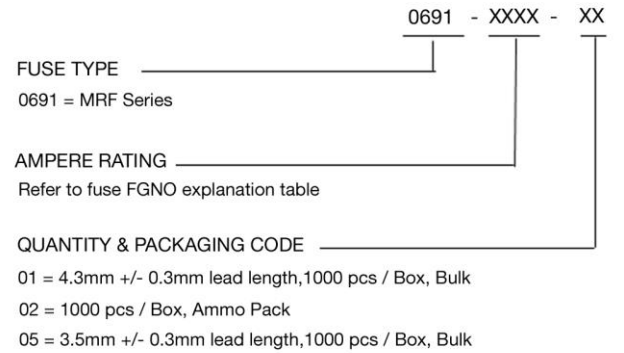 0691 - XXXX - XX
FUSE TYPE
0691 = MRF Series
AMPERE RATING
Refer to fuse FGNO explanation table
QUANTITY & PACKAGING CODE
01 = 4.3mm +/- 0.3mm lead length,1000 pcs / Box, Bulk
02 = 1000 pcs / Box, Ammo Pack
05 = 3.5mm +/- 0.3mm lead length,1000 pcs / Box, Bulk